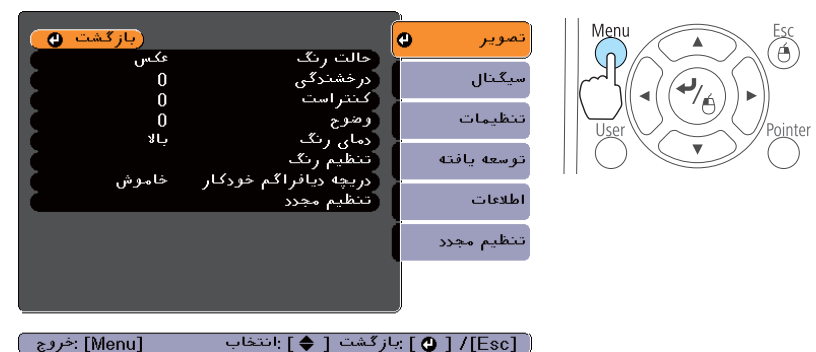 تصویر
سیگنال
تنظیمات
توسعه یافته
اطلاعات
تنظیم مجدد
بازگشت
حالت رنگ عکس
درخشندگی 0
کنتراست 0
وضوح 0
دمای رنگ بالا
تنظیم رنگ
دریچه دیافراگم خودکار خاموش
تنظیم مجدد
[Esc]/[ ]: بازگشت [ ]: انتخاب [Menu]: خروج
Menu
Esc
User
Pointer